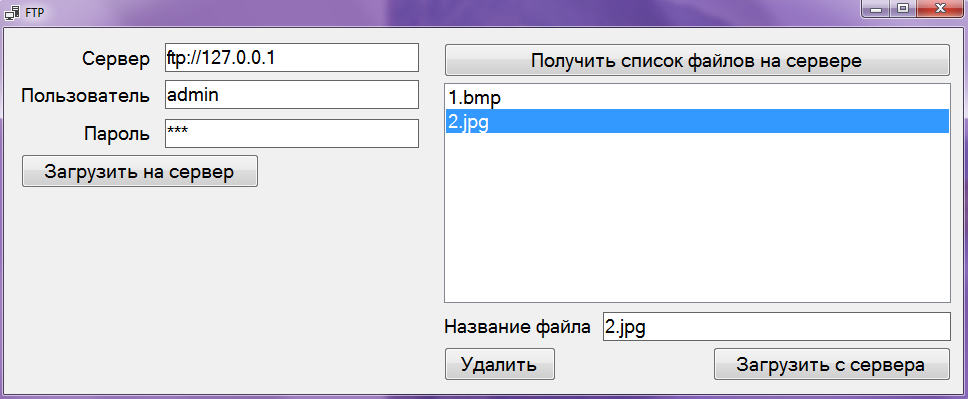 FTP
Сервер
ftp://127.0.0.1
Пользователь
admin
Пароль
***
Загрузить на сервер
Получить список файлов на сервере
1.bmp
2.jpg
Название файла
2.jpg
Удалить
Загрузить с сервера